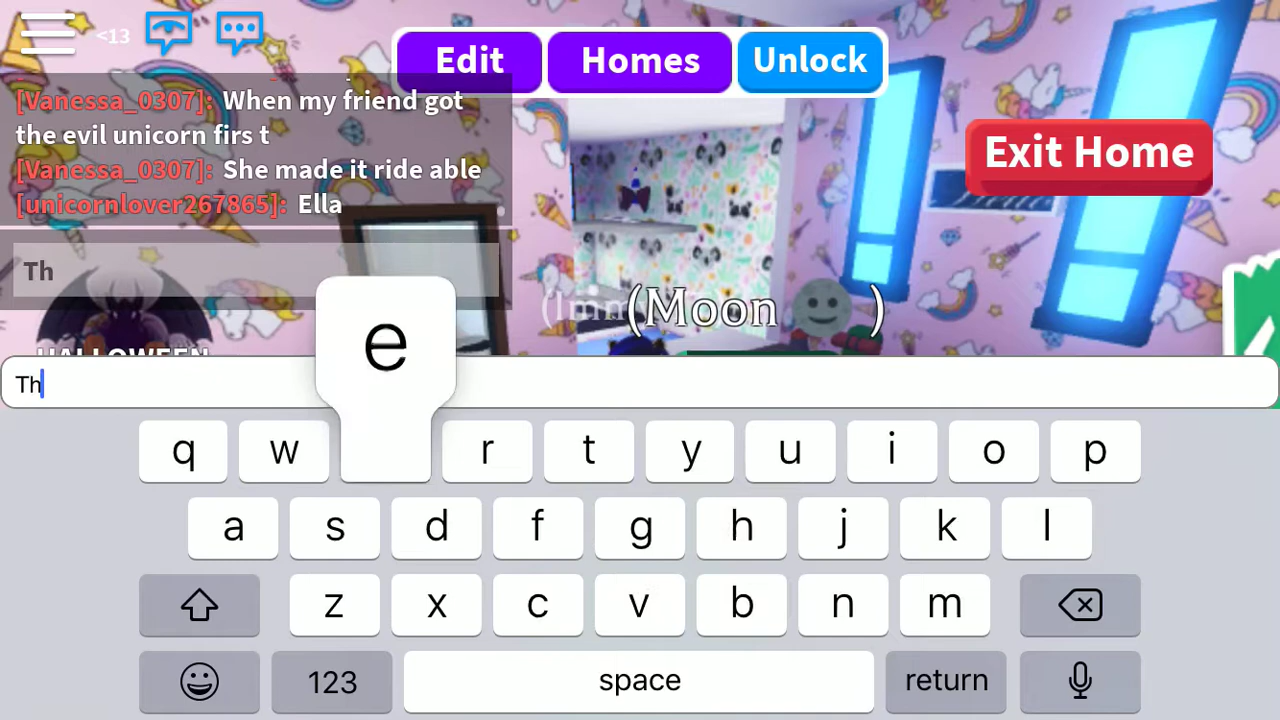 <13
Edit
Homes
Unlock
[Vanessa_0307]: When my friend got
the evil unicorn firs t
[Vanessa_0307]: She made it ride able
[unicornlover267865]: Ella
Exit Home
Th
(Moon )
HALLOWEEN
Th
e
q w r t y u i o p
a s d f g h j k l
z x c v b n m
123 space return